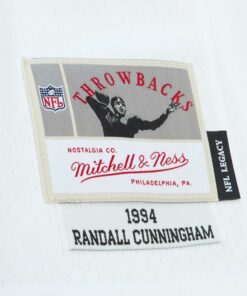 THROWBACKS
NFL
NOSTALGIA CO.
Mitchell & Ness
PHILADELPHIA, PA.
NFL LEGACY
1994
RANDALL CUNNINGHAM